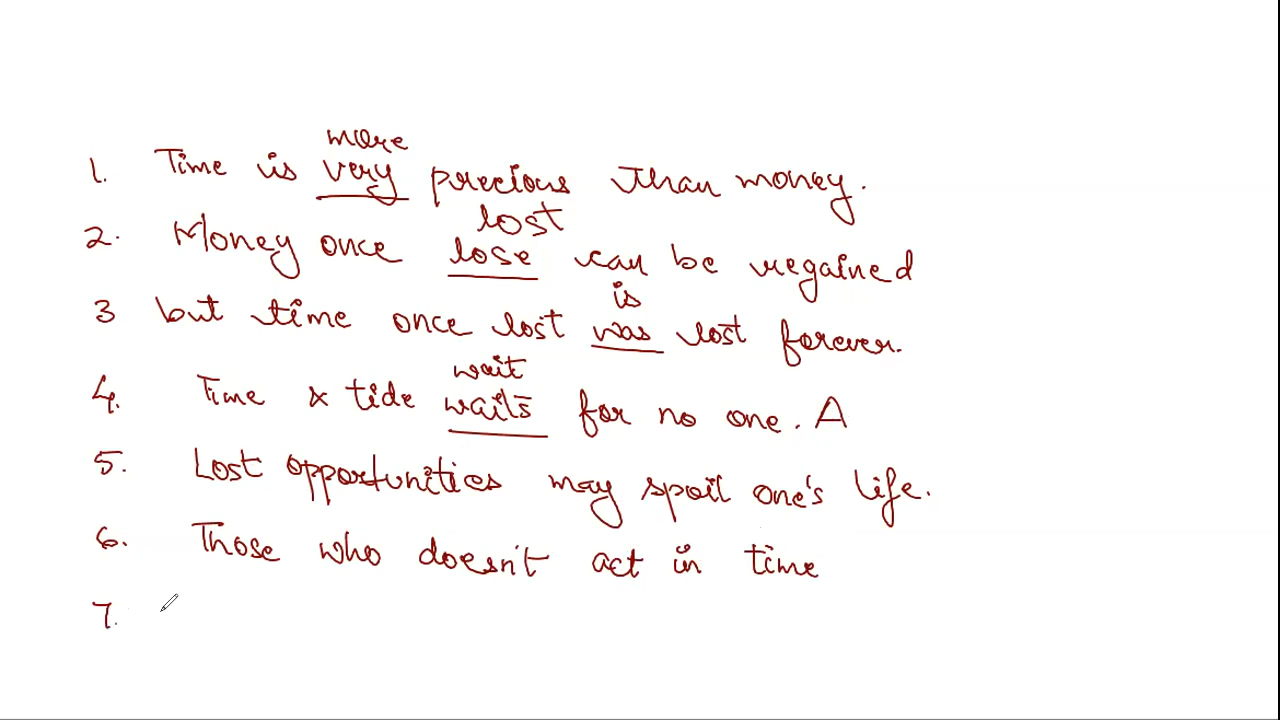 more
1. Time is very precious than money.
lost
2. Money once lose can be regained
is
3 but time once lost was lost forever.
wait
4. Time & tide waits for no one. A
5. Lost opportunities may spoil one's life.
6. Those who doesn't act in time
7.